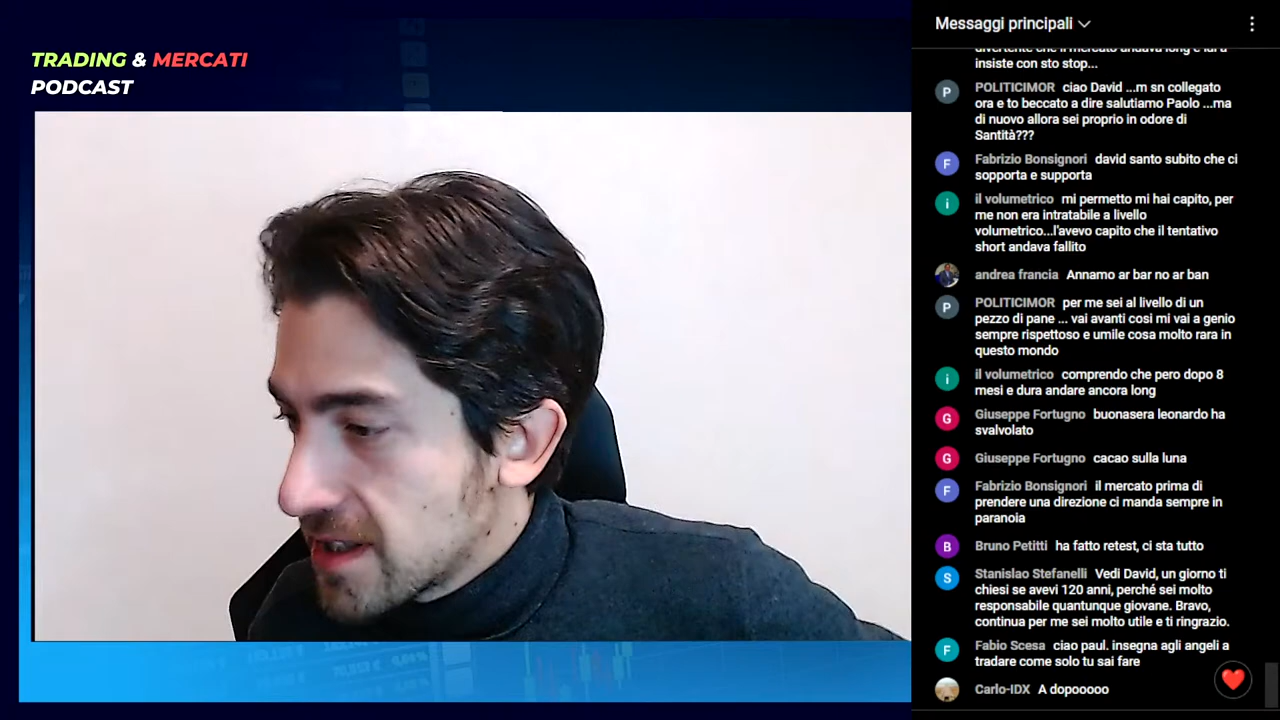 TRADING & MERCATI
PODCAST
Messaggi principali
insiste con sto stop...
POLITICIMOR ciao David ...m sn collegato
ora e to beccato a dire salutiamo Paolo ...ma
di nuovo allora sei proprio in odore di
Santità???
Fabrizio Bonsignori david santo subito che ci
sopporta e supporta
il volumetrico mi permetto mi hai capito, per
me non era intratabile a livello
volumetrico...l'avevo capito che il tentativo
short andava fallito
andrea francia Annamo ar bar no ar ban
POLITICIMOR per me sei al livello di un
pezzo di pane ... vai avanti cosi mi vai a genio
sempre rispettoso e umile cosa molto rara in
questo mondo
il volumetrico comprendo che pero dopo 8
mesi e dura andare ancora long
Giuseppe Fortugno buonasera leonardo ha
svalvolato
Giuseppe Fortugno cacao sulla luna
Fabrizio Bonsignori il mercato prima di
prendere una direzione ci manda sempre in
paranoia
Bruno Petitti ha fatto retest, ci sta tutto
Stanislao Stefanelli Vedi David, un giorno ti
chiesi se avevi 120 anni, perché sei molto
responsabile quantunque giovane. Bravo,
continua per me sei molto utile e ti ringrazio.
Fabio Scesa ciao paul. insegna agli angeli a
tradare come solo tu sai fare
Carlo-IDX A dopooooo